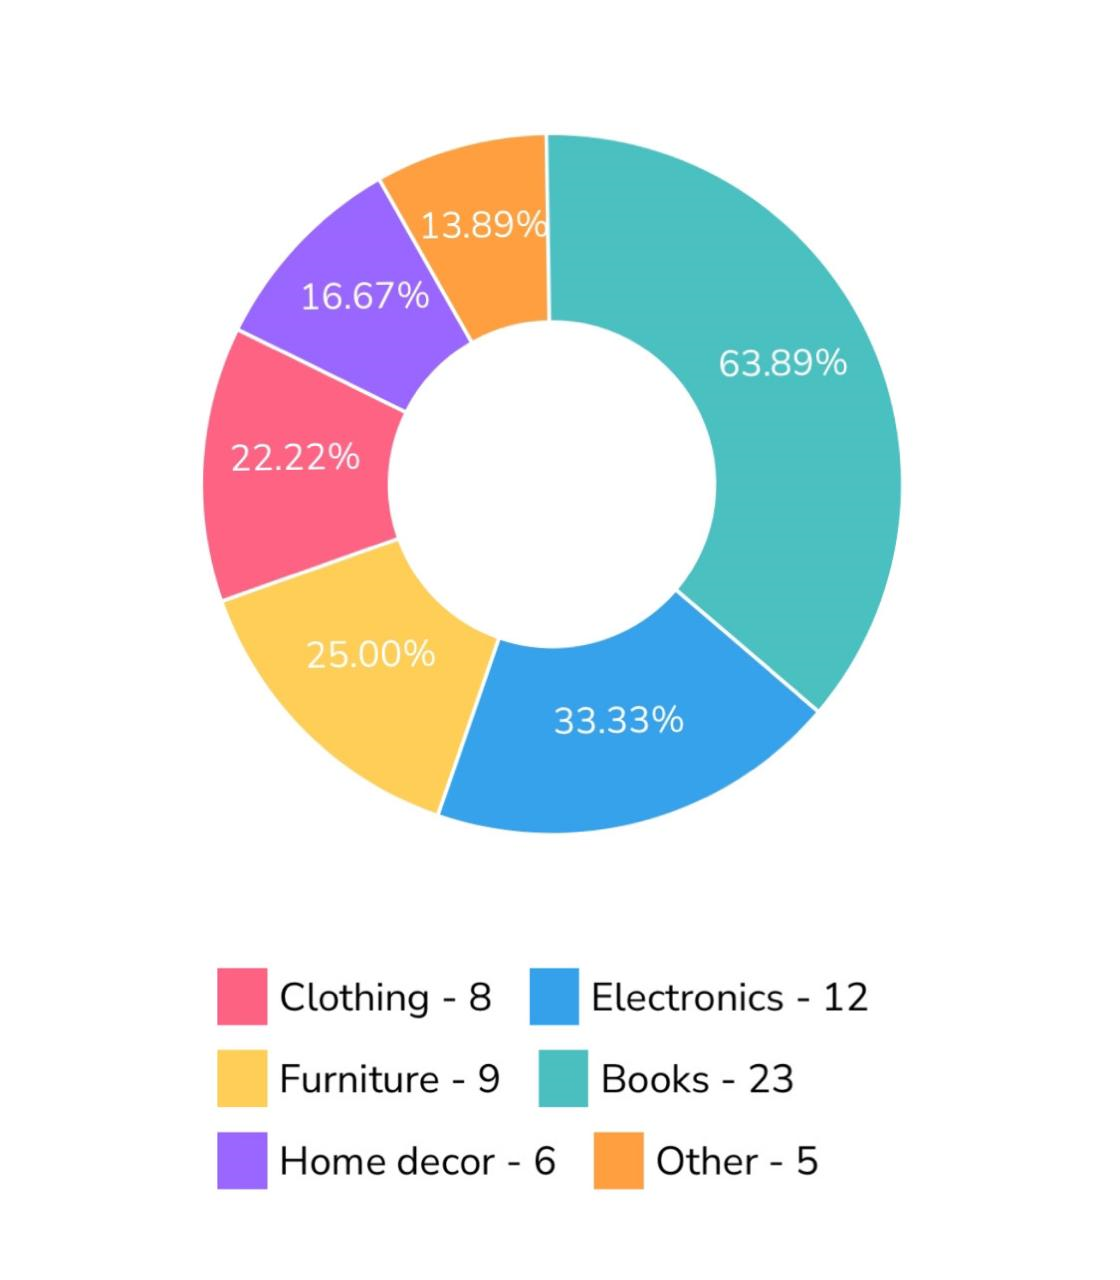 13.89%
16.67%
63.89%
22.22%
25.00%
33.33%
Clothing - 8
Electronics - 12
Furniture - 9
Books - 23
Home decor - 6
Other - 5